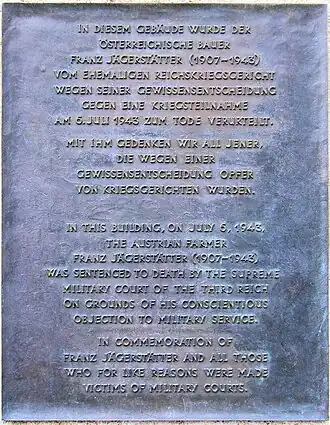 IN DIESEM GEBÄUDE WURDE DER
ÖSTERREICHISCHE BAUER
FRANZ JÄGERSTÄTTER (1907-1943)
VOM EHEMALIGEN REICHSKRIEGSGERICHT
WEGEN SEINER GEWISSENSENTSCHEIDUNG
GEGEN EINE KRIEGSTEILNAHME
AM 6. JULI 1943 ZUM TODE VERURTEILT.
MIT IHM GEDENKEN WIR ALL JENER,
DIE WEGEN EINER
GEWISSENSENTSCHEIDUNG OPFER
VON KRIEGSGERICHTEN WURDEN.
IN THIS BUILDING, ON JULY 6, 1943,
THE AUSTRIAN FARMER
FRANZ JÄGERSTÄTTER (1907-1943)
WAS SENTENCED TO DEATH BY THE SUPREME
MILITARY COURT OF THE THIRD REICH
ON GROUNDS OF HIS CONSCIENTIOUS
OBJECTION TO MILITARY SERVICE.
IN COMMEMORATION OF
FRANZ JÄGERSTÄTTER AND ALL THOSE
WHO FOR LIKE REASONS WERE MADE
VICTIMS OF MILITARY COURTS.